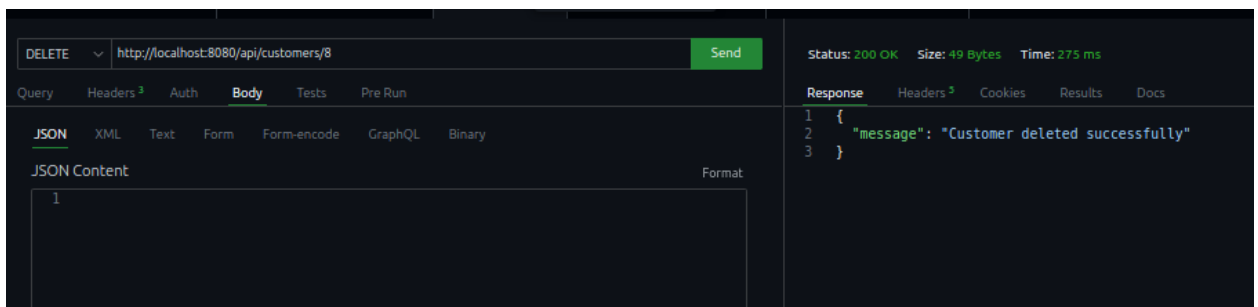 DELETE http://localhost:8080/api/customers/8 Send
Query Headers 3 Auth Body Tests Pre Run
JSON XML Text Form Form-encode GraphQL Binary
JSON Content Format
1
Status: 200 OK Size: 49 Bytes Time: 275 ms
Response Headers 5 Cookies Results Docs
1 {
2 "message": "Customer deleted successfully"
3 }